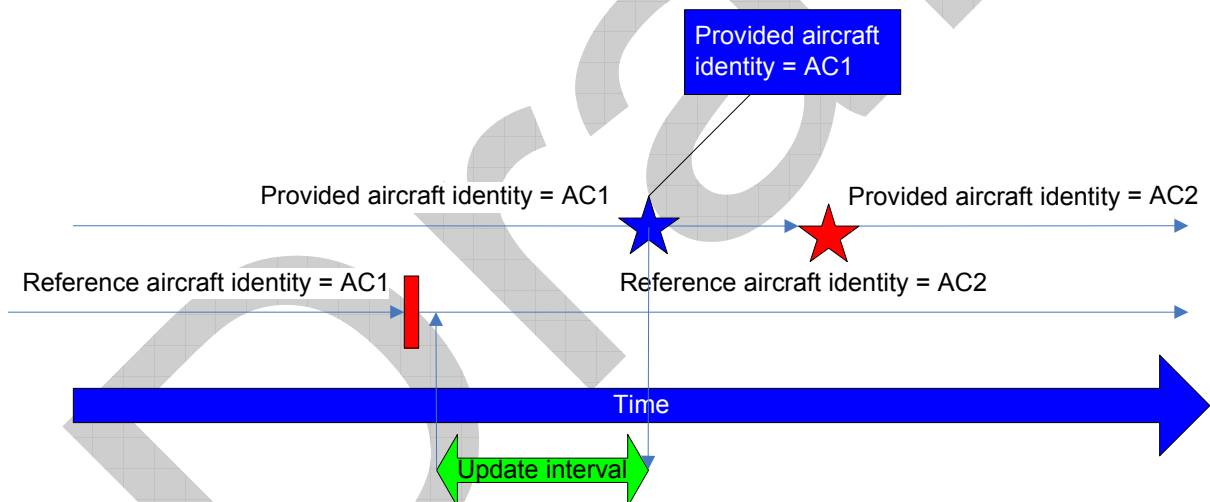 Provided aircraft
identity = AC1
Provided aircraft identity = AC1
Provided aircraft identity = AC2
Reference aircraft identity = AC1
Reference aircraft identity = AC2
Time
Update interval